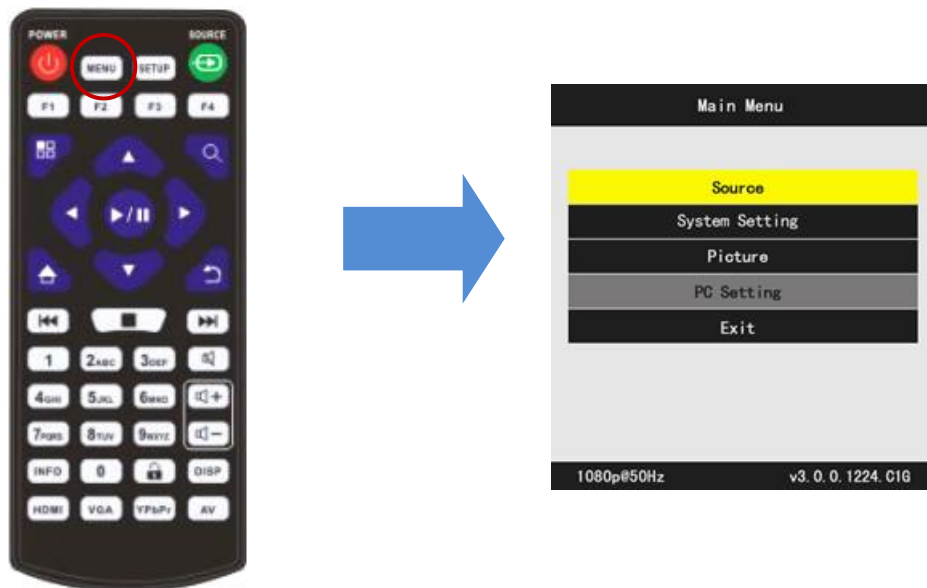 POWER
SOURCE
MENU
SETUP
F1
F2
F3
F4
1
2ABC
3DEF
4GHI
5JKL
6MNO
+
7PQRS
8TUV
9WXYZ
-
INFO
0
DISP
HDMI
VGA
YPbPr
AV
Main Menu
Source
System Setting
Picture
PC Setting
Exit
1080p@50Hz
v3.0.0.1224.C1G